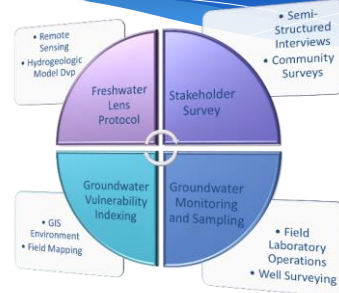 • Remote
Sensing
• Hydrogeologic
Model Dvp
• Semi-
Structured
Interviews
• Community
Surveys
Freshwater
Lens
Protocol
Stakeholder
Survey
Groundwater
Vulnerability
Indexing
Groundwater
Monitoring
and Sampling
• GIS
Environment
• Field Mapping
• Field
Laboratory
Operations
• Well Surveying